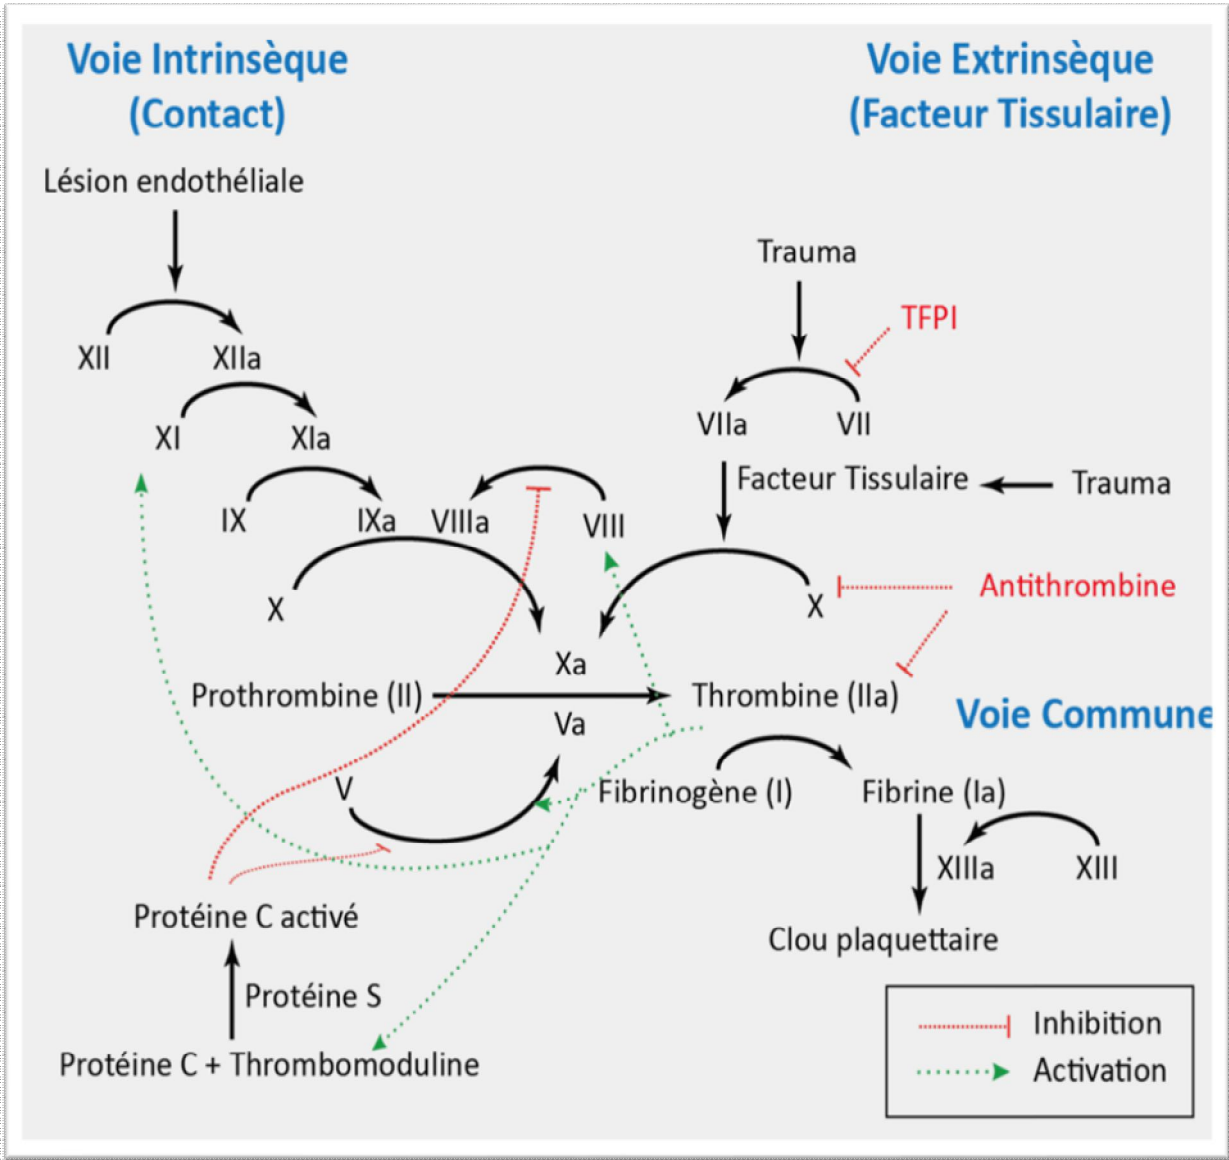 Voie Intrinsèque
(Contact)
Voie Extrinsèque
(Facteur Tissulaire)
Lésion endothéliale
Trauma
TFPI
XII
XIIa
VIIa
VII
XI
XIa
Facteur Tissulaire
Trauma
IX
IXa
VIIIa
VIII
X
X
Antithrombine
Xa
Prothrombine (II)
Thrombine (IIa)
Voie Commune
Va
V
Fibrinogène (I)
Fibrine (Ia)
XIIIa
XIII
Protéine C activé
Clou plaquettaire
Protéine S
Protéine C + Thrombomoduline
Inhibition
Activation